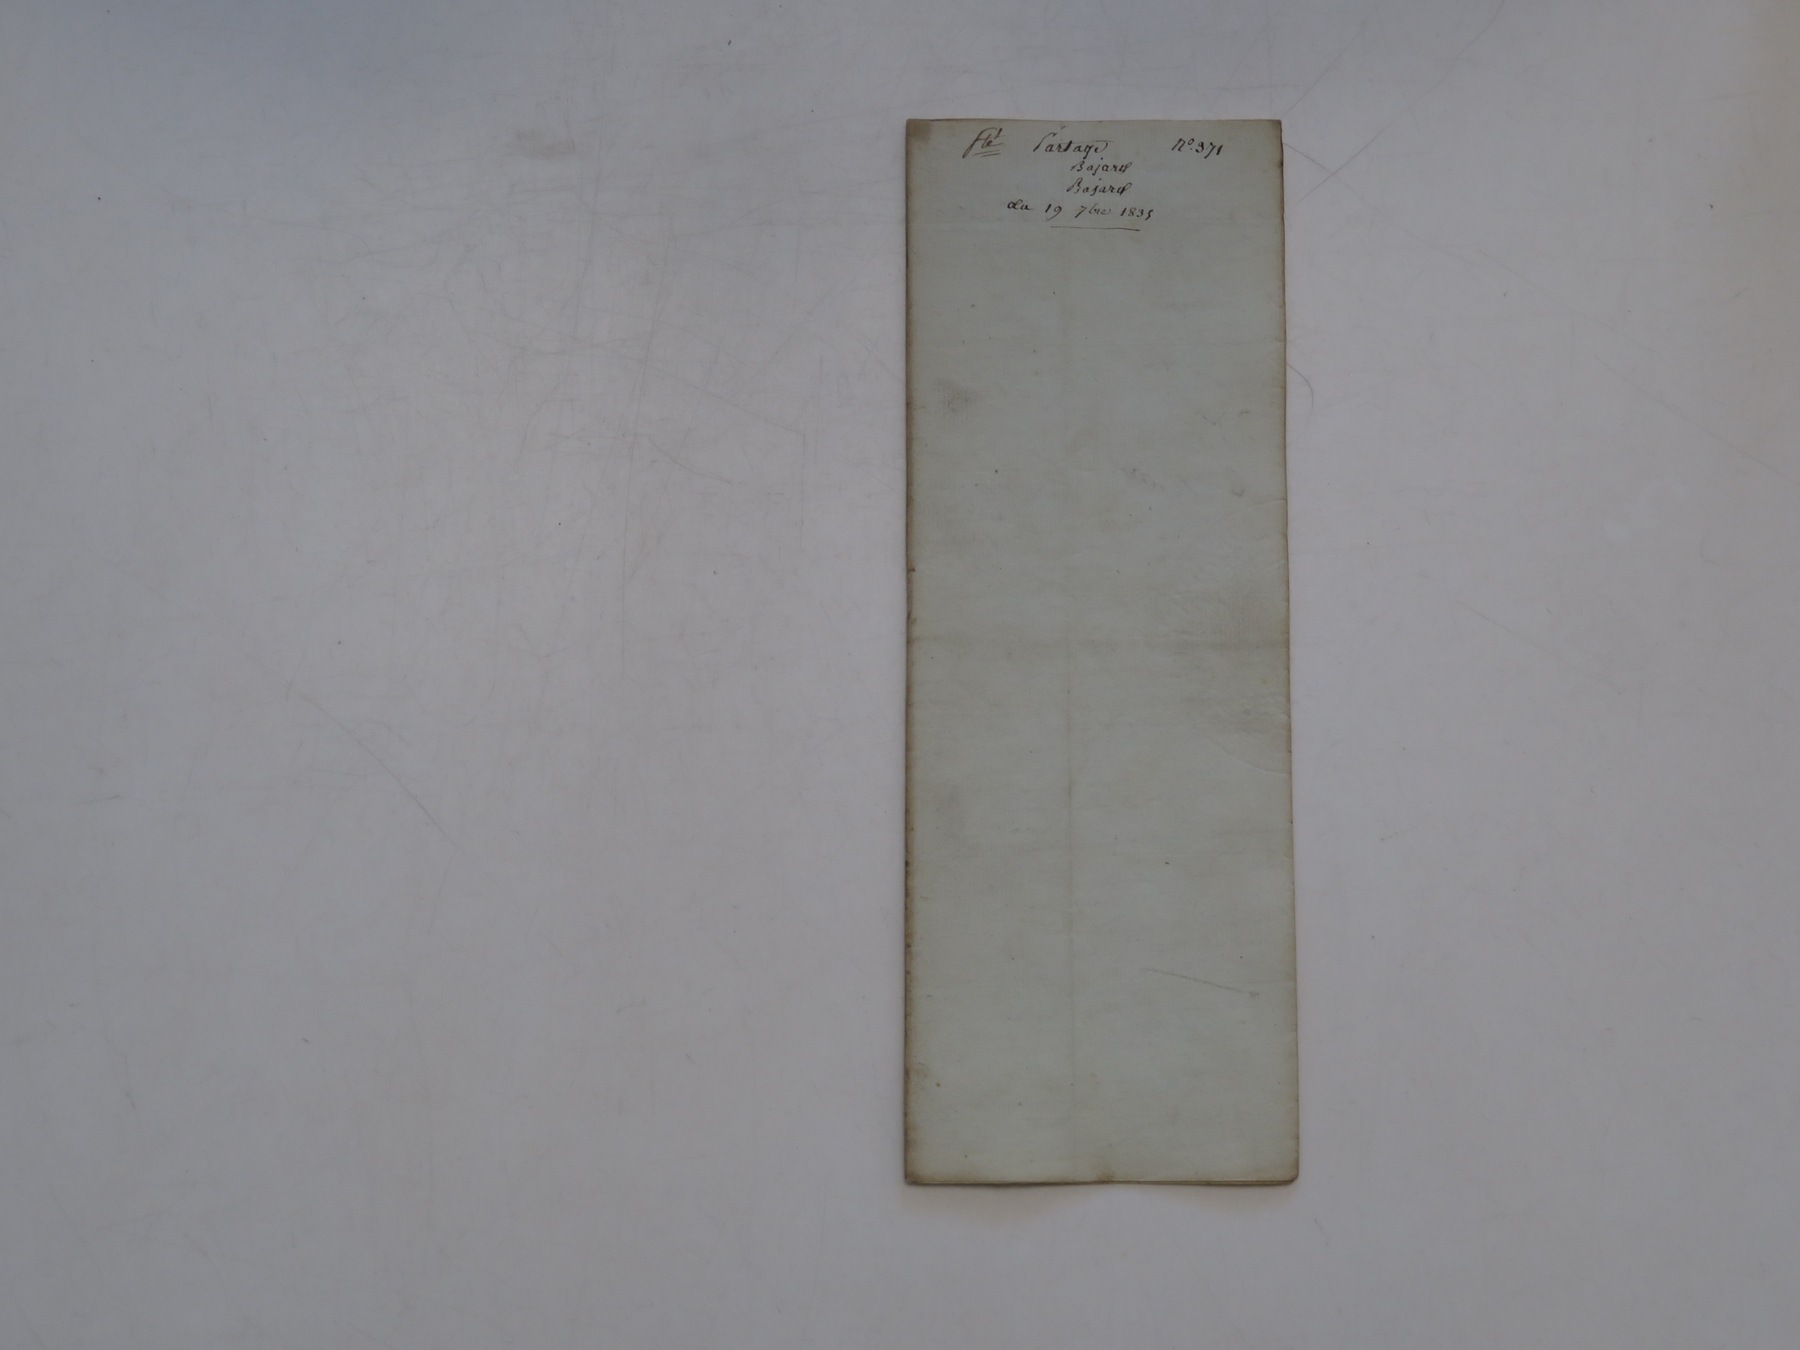 Partage n.º 371
Bajard
Bajard
du 19 7bre 1835